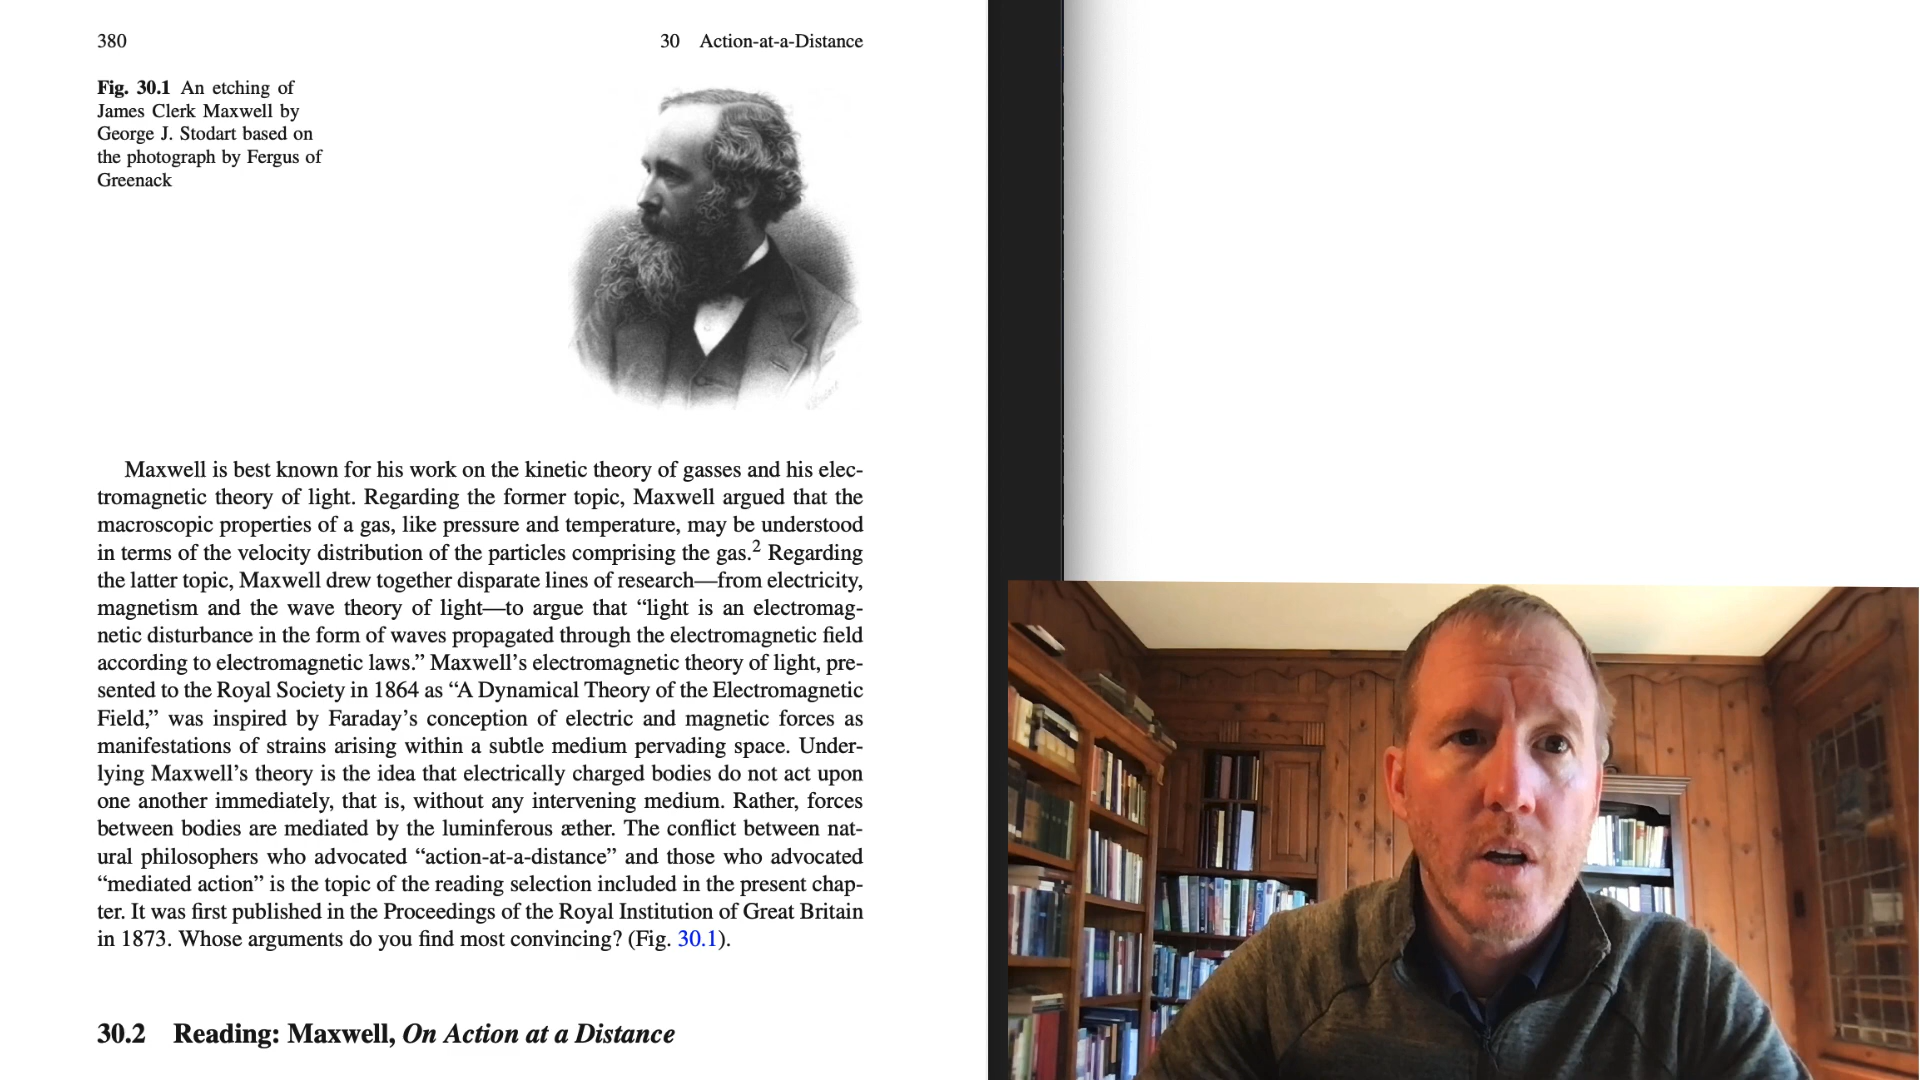 380
30 Action-at-a-Distance
Fig. 30.1 An etching of
James Clerk Maxwell by
George J. Stodart based on
the photograph by Fergus of
Greenack
Maxwell is best known for his work on the kinetic theory of gasses and his elec-
tromagnetic theory of light. Regarding the former topic, Maxwell argued that the
macroscopic properties of a gas, like pressure and temperature, may be understood
in terms of the velocity distribution of the particles comprising the gas.2 Regarding
the latter topic, Maxwell drew together disparate lines of research—from electricity,
magnetism and the wave theory of light—to argue that “light is an electromag-
netic disturbance in the form of waves propagated through the electromagnetic field
according to electromagnetic laws.” Maxwell’s electromagnetic theory of light, pre-
sented to the Royal Society in 1864 as “A Dynamical Theory of the Electromagnetic
Field,” was inspired by Faraday’s conception of electric and magnetic forces as
manifestations of strains arising within a subtle medium pervading space. Under-
lying Maxwell’s theory is the idea that electrically charged bodies do not act upon
one another immediately, that is, without any intervening medium. Rather, forces
between bodies are mediated by the luminferous æther. The conflict between nat-
ural philosophers who advocated “action-at-a-distance” and those who advocated
“mediated action” is the topic of the reading selection included in the present chap-
ter. It was first published in the Proceedings of the Royal Institution of Great Britain
in 1873. Whose arguments do you find most convincing? (Fig. 30.1).
30.2 Reading: Maxwell, On Action at a Distance